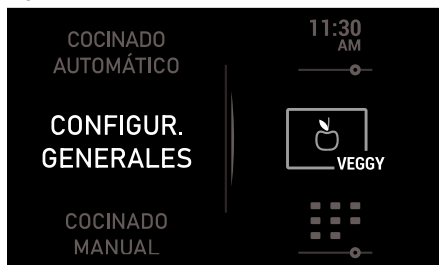 COCINADO
AUTOMÁTICO
CONFIGUR.
GENERALES
COCINADO
MANUAL
11:30
AM
VEGGY